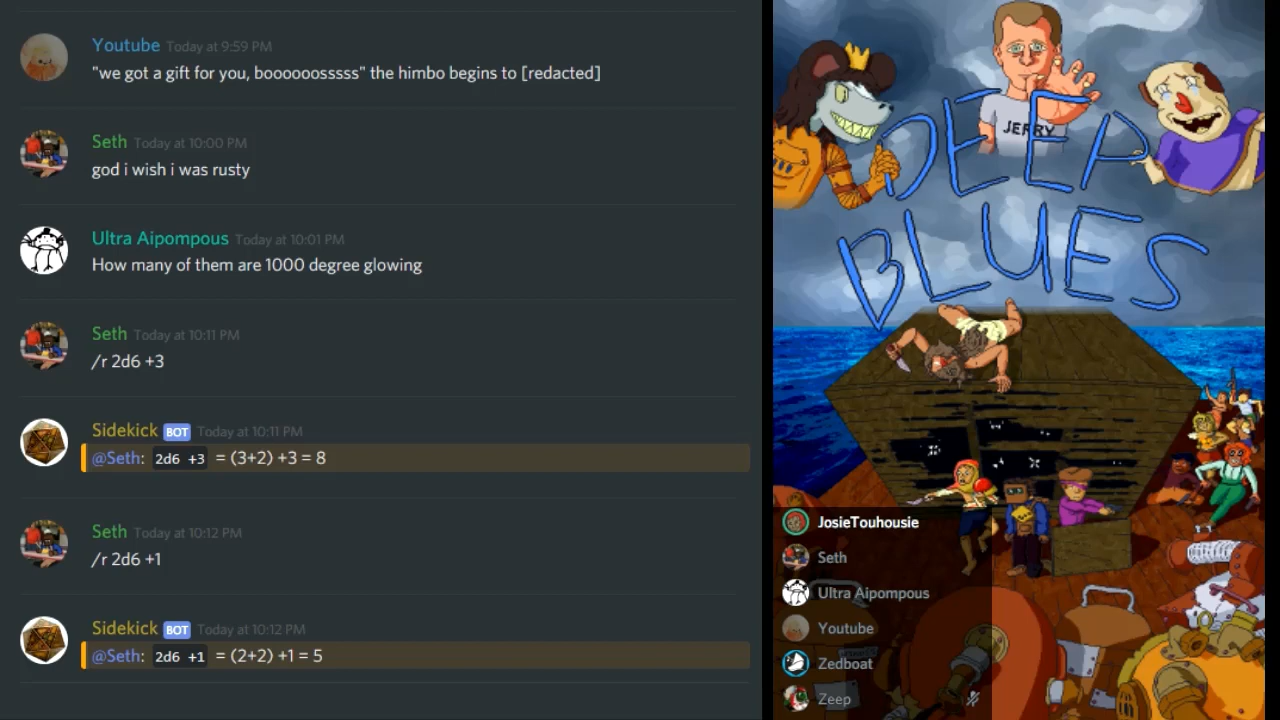 Youtube Today at 9:59 PM
"we got a gift for you, boooooosssss" the himbo begins to [redacted]
Seth Today at 10:00 PM
god i wish i was rusty
Ultra Aipompous Today at 10:01 PM
How many of them are 1000 degree glowing
Seth Today at 10:11 PM
/r 2d6 +3
Sidekick BOT Today at 10:11 PM
@Seth: 2d6 +3 = (3+2) +3 = 8
Seth Today at 10:12 PM
/r 2d6 +1
Sidekick BOT Today at 10:12 PM
@Seth: 2d6 +1 = (2+2) +1 = 5
JERRY
DEEP
BLUES
JosieTouhousie
Seth
Ultra Aipompous
Youtube
Zedboat
Zeep